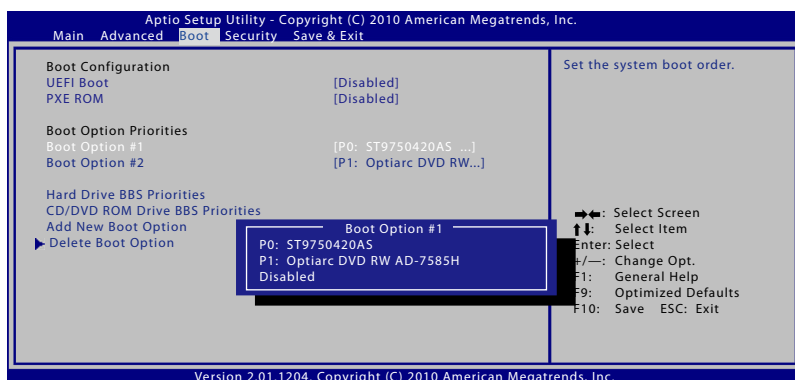 Aptio Setup Utility - Copyright (C) 2010 American Megatrends, Inc.
Main Advanced Boot Security Save & Exit
Boot Configuration
UEFI Boot [Disabled]
PXE ROM [Disabled]
Boot Option Priorities
Boot Option #1 [P0: ST9750420AS ...]
Boot Option #2 [P1: Optiarc DVD RW...]
Hard Drive BBS Priorities
CD/DVD ROM Drive BBS Priorities
Add New Boot Option
Delete Boot Option
Boot Option #1
P0: ST9750420AS
P1: Optiarc DVD RW AD-7585H
Disabled
Set the system boot order.
→←: Select Screen
↑↓: Select Item
Enter: Select
+/—: Change Opt.
F1: General Help
F9: Optimized Defaults
F10: Save ESC: Exit
Version 2.01.1204. Copyright (C) 2010 American Megatrends, Inc.